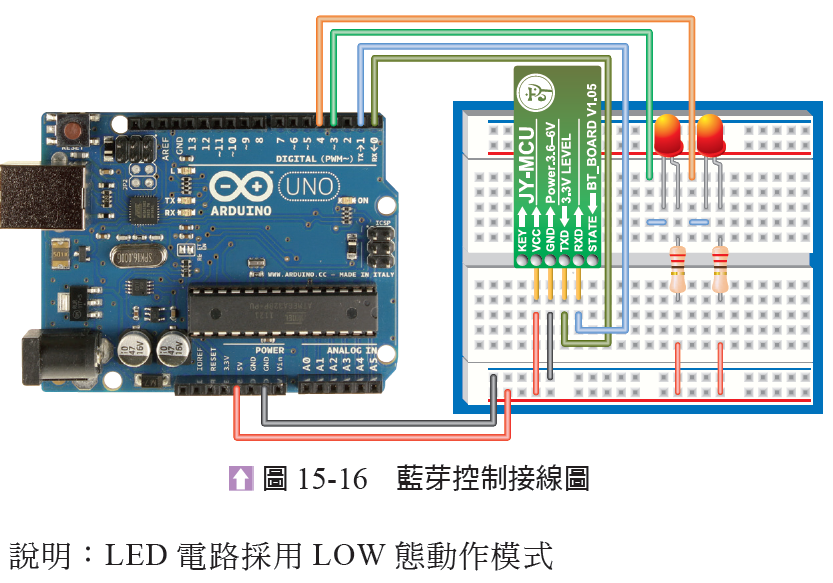 RESET
AREF
GND
13
12
~11
~10
~9
8
7
~6
~5
4
~3
2
TX→1
RX←0
DIGITAL (PWM~)
L
TX
RX
UNO
ARDUINO
ON
ICSP
WWW.ARDUINO.CC - MADE IN ITALY
POWER
ANALOG IN
IOREF
RESET
3.3V
5V
GND
GND
Vin
A0
A1
A2
A3
A4
A5
47
16V
47
16V
JY-MCU
Power.3.6~6V
3.3V LEVEL
BT_BOARD V1.05
KEY
VCC
GND
TXD
RXD
STATE
圖 15-16 藍芽控制接線圖
說明：LED 電路採用 LOW 態動作模式